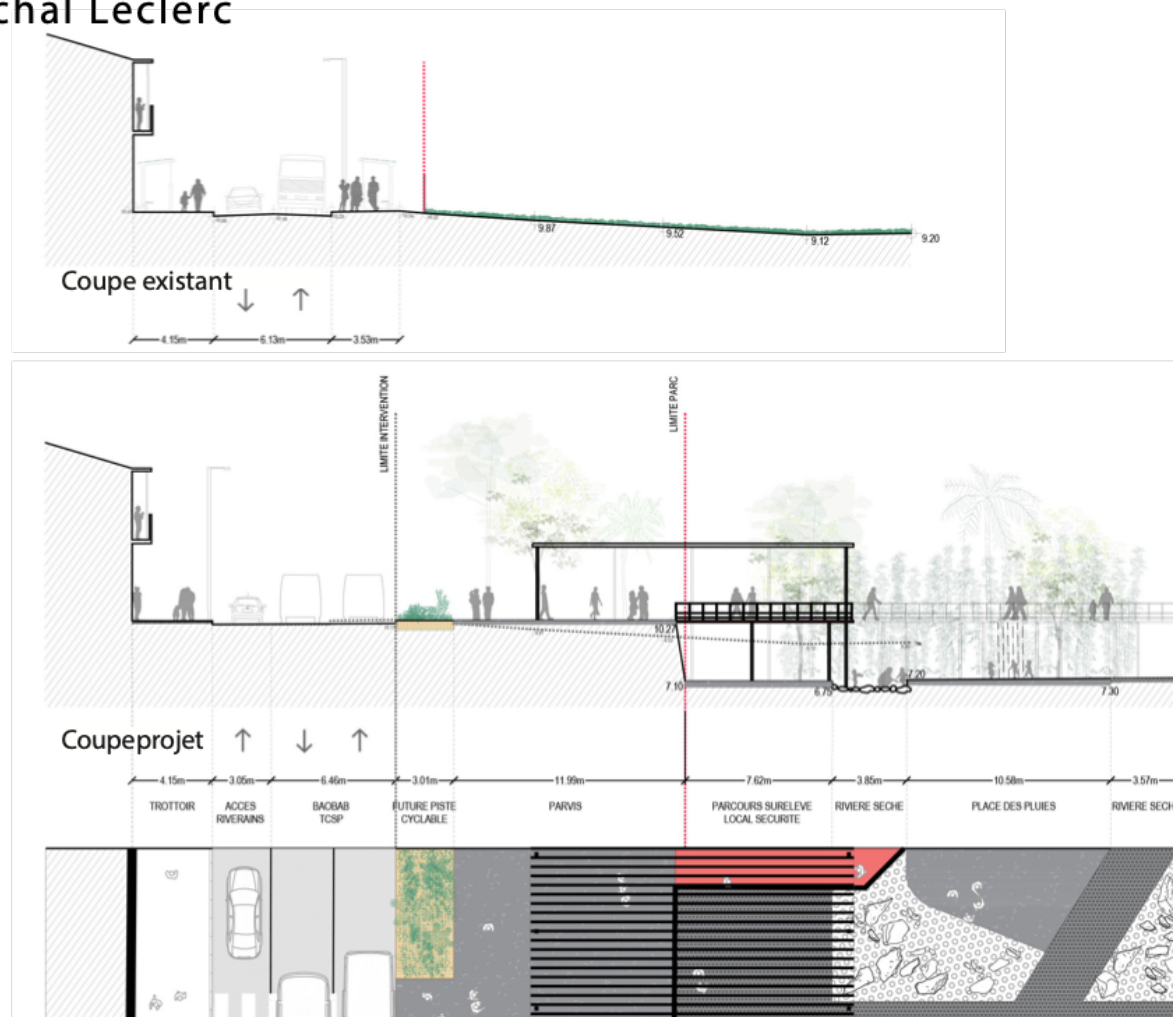 chal Leclerc
9.87
9.52
9.12
9.20
Coupe existant
4.15m
6.13m
3.53m
LIMITE INTERVENTION
LIMITE PARC
10.27
7.10
6.75
7.20
7.30
Coupeprojet
4.15m
3.05m
6.46m
3.01m
11.99m
7.62m
3.85m
10.58m
3.57m
TROTTOIR
ACCES
RIVERAINS
BAOBAB
TCSP
FUTURE PISTE
CYCLABLE
PARVIS
PARCOURS SURELEVE
LOCAL SECURITE
RIVIERE SECHE
PLACE DES PLUIES
RIVIERE SECH